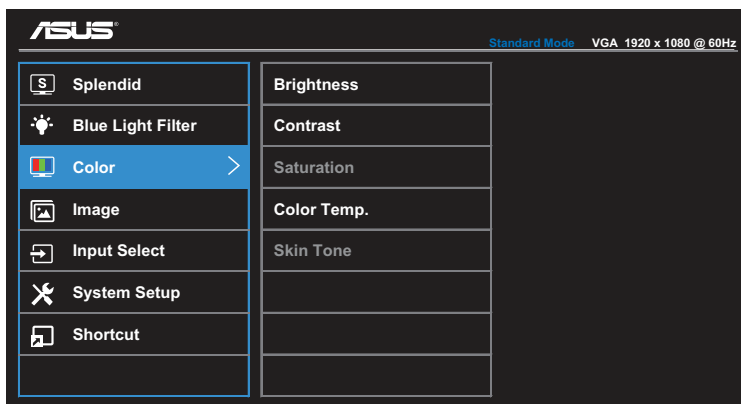 ASUS®
Standard Mode VGA 1920 x 1080 @ 60Hz
S Splendid
Blue Light Filter
Color
Image
Input Select
System Setup
Shortcut
Brightness
Contrast
Saturation
Color Temp.
Skin Tone